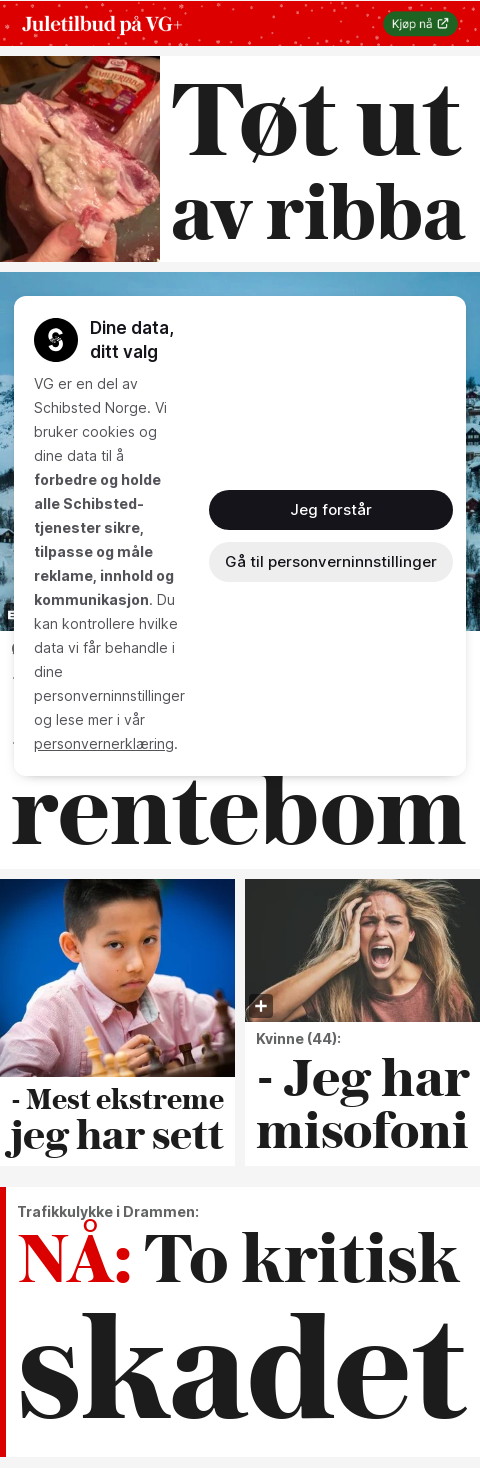 Juletilbud på VG+
Kjøp nå
Tøt ut
av ribba
Dine data,
ditt valg
VG er en del av
Schibsted Norge. Vi
bruker cookies og
dine data til å
forbedre og holde
alle Schibsted-
tjenester sikre,
tilpasse og måle
reklame, innhold og
kommunikasjon. Du
kan kontrollere hvilke
data vi får behandle i
dine
personverninnstillinger
og lese mer i vår
personvernerklæring.
Jeg forstår
Gå til personverninnstillinger
rentebom
- Mest ekstreme
jeg har sett
Kvinne (44):
- Jeg har
misofoni
Trafikkulykke i Drammen:
NÅ: To kritisk
skadet